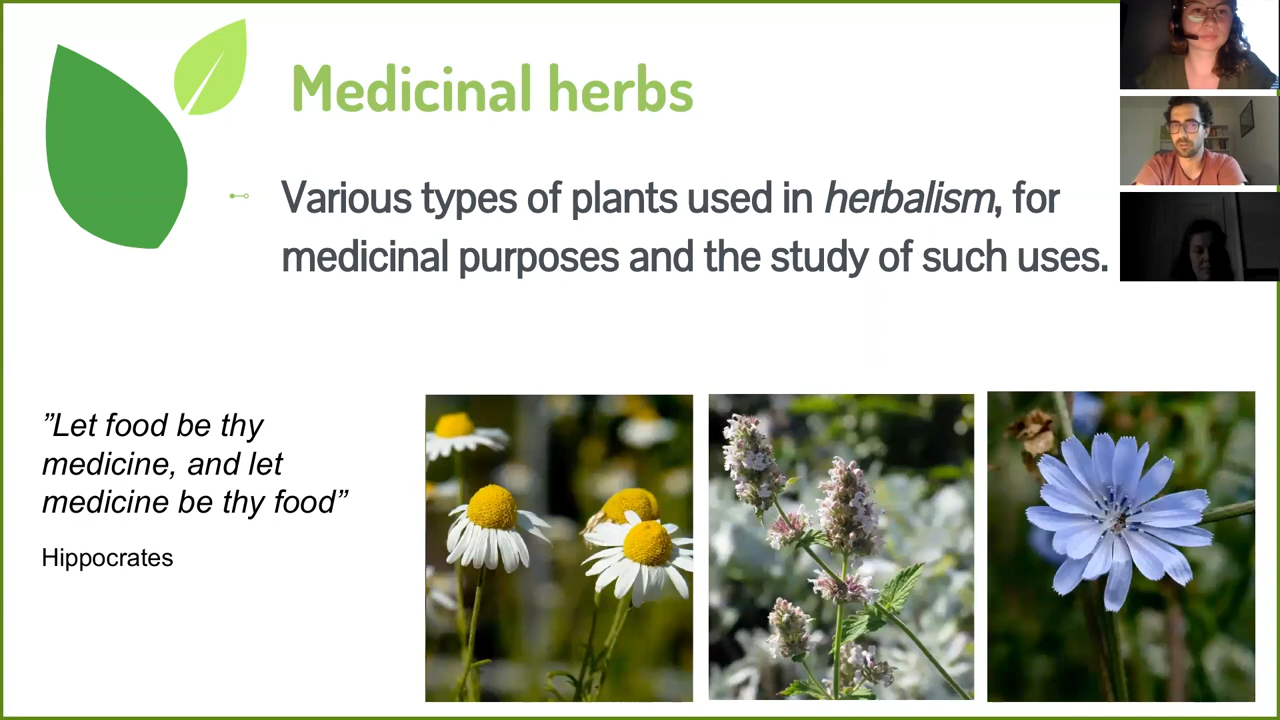 Medicinal herbs
Various types of plants used in herbalism, for
medicinal purposes and the study of such uses.
”Let food be thy
medicine, and let
medicine be thy food”
Hippocrates